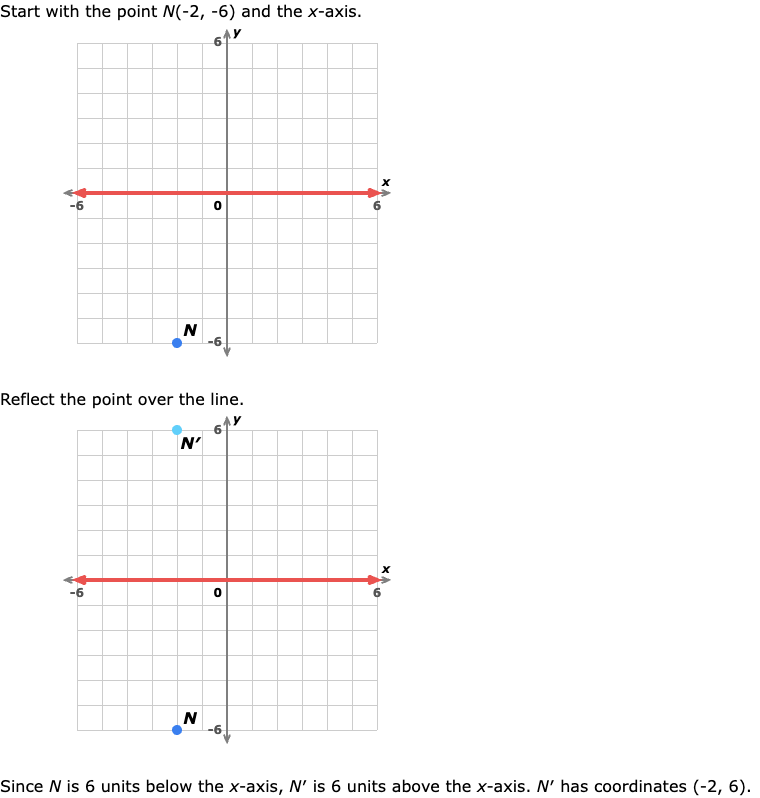 Start with the point N(-2, -6) and the x-axis.
y
6
x
-6 0 6
N
-6
Reflect the point over the line.
y
6
N′
x
-6 0 6
N
-6
Since N is 6 units below the x-axis, N′ is 6 units above the x-axis. N′ has coordinates (-2, 6).